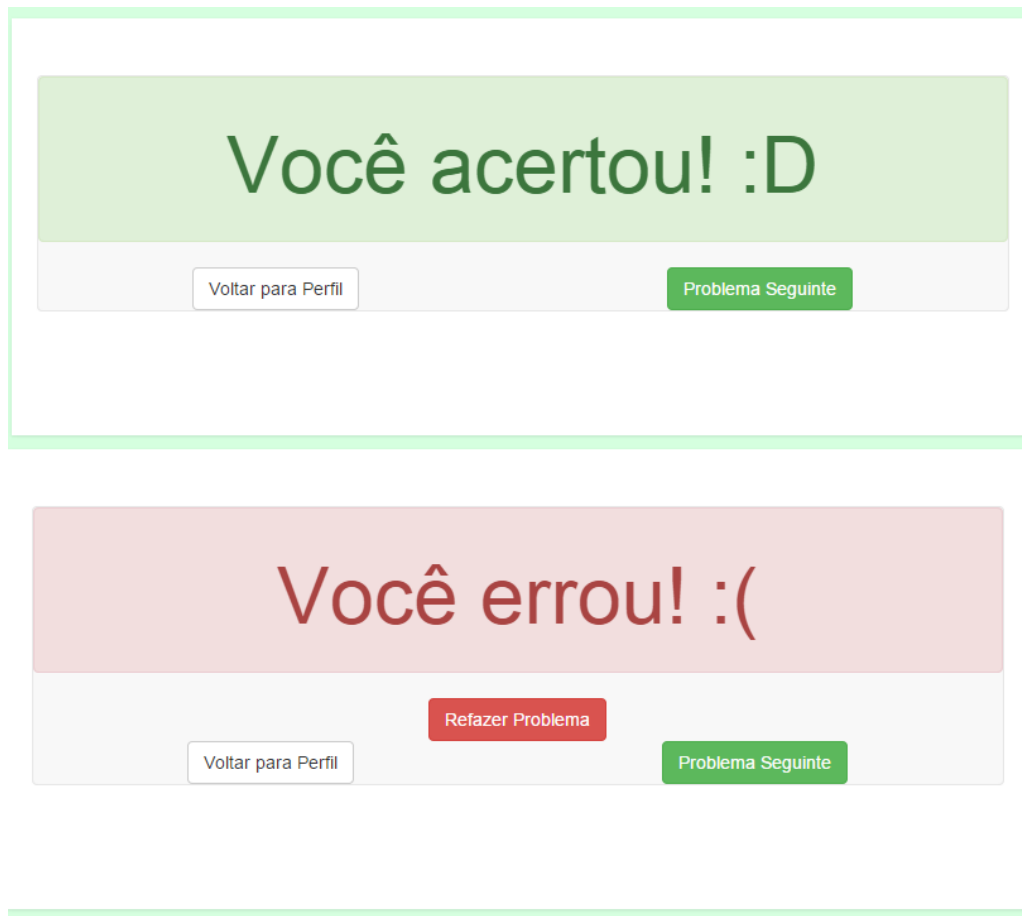 Você acertou! :D
Voltar para Perfil
Problema Seguinte
Você errou! :(
Refazer Problema
Voltar para Perfil
Problema Seguinte